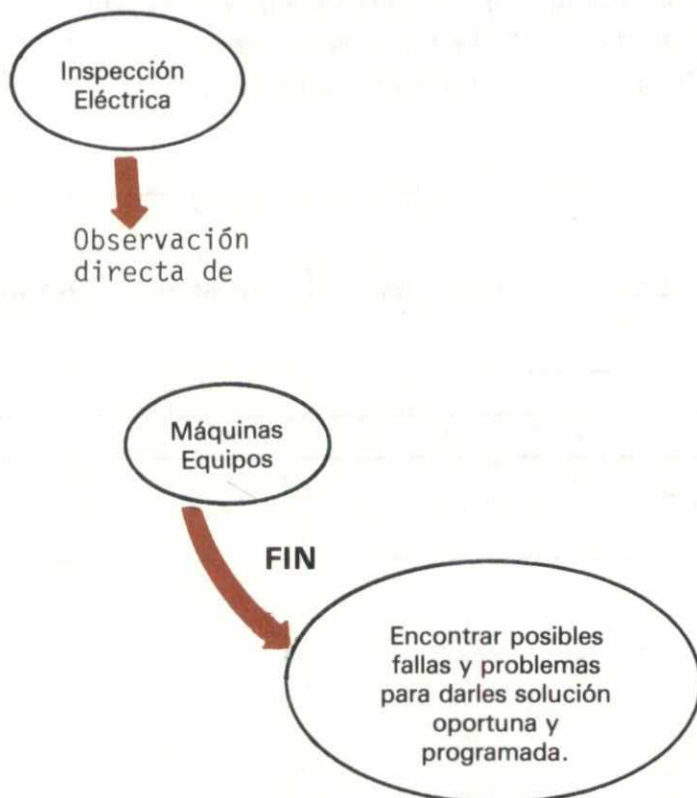 Inspección
Eléctrica
Observación
directa de
Máquinas
Equipos
FIN
Encontrar posibles
fallas y problemas
para darles solución
oportuna y
programada.